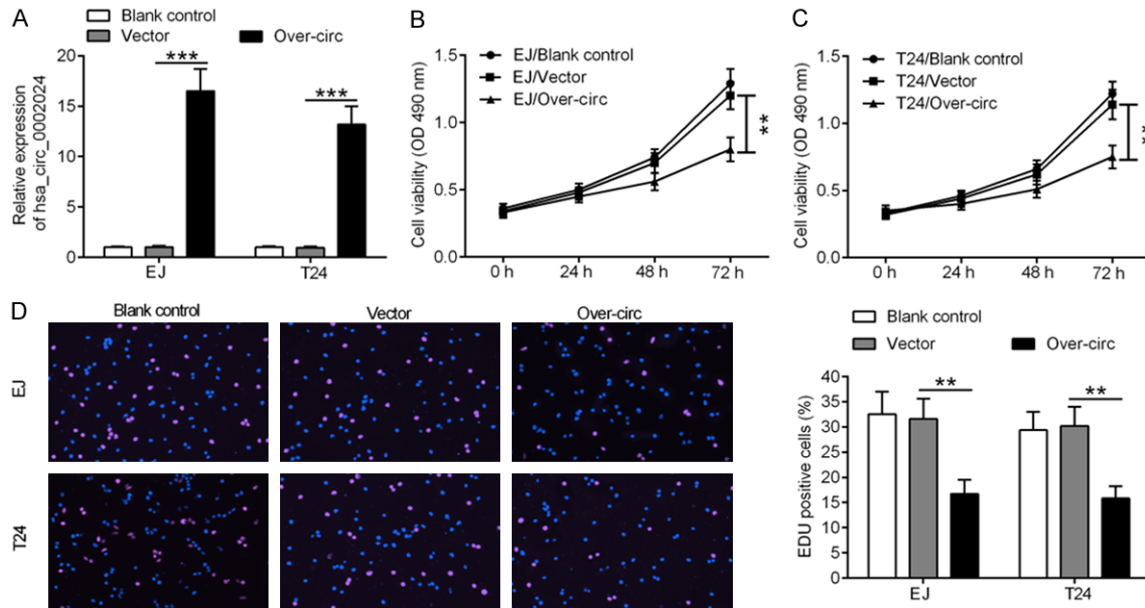 A
Blank control
Vector
Over-circ
Relative expression
of hsa_circ_0002024
20
15
10
5
0
***
***
EJ
T24
B
EJ/Blank control
EJ/Vector
EJ/Over-circ
Cell viability (OD 490 nm)
1.5
1.0
0.5
0.0
**
0 h
24 h
48 h
72 h
C
T24/Blank control
T24/Vector
T24/Over-circ
Cell viability (OD 490 nm)
1.5
1.0
0.5
0.0
0 h
24 h
48 h
72 h
D
Blank control
Vector
Over-circ
EJ
T24
Blank control
Vector
Over-circ
EDU positive cells (%)
40
35
30
25
20
15
10
5
0
**
**
EJ
T24